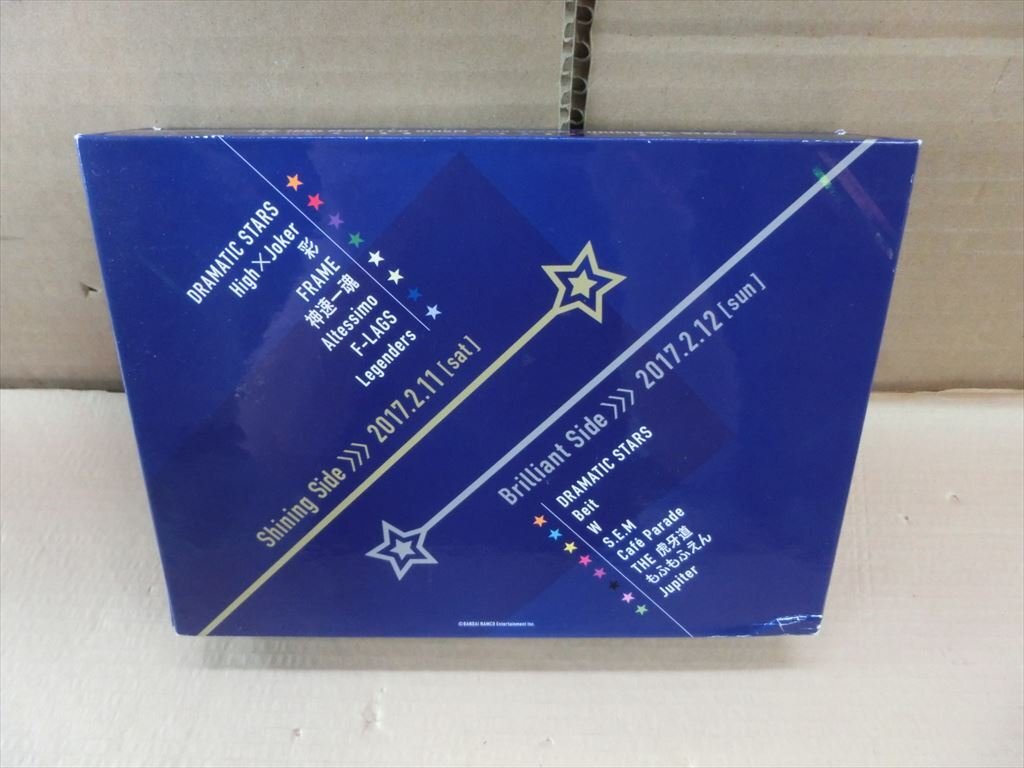 DRAMATIC STARS
High×Joker
彩
FRAME
神速一魂
Altessimo
F-LAGS
Legenders
Shining Side >>> 2017.2.11 [sat]
Brilliant Side >>> 2017.2.12 [sun]
DRAMATIC STARS
Beit
W
S.E.M
Café Parade
THE 虎牙道
もふもふえん
Jupiter
©BANDAI NAMCO Entertainment Inc.